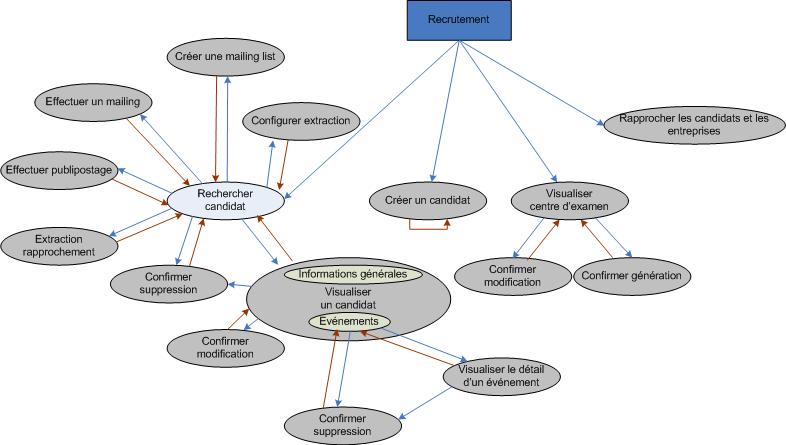 Recrutement
Créer une mailing list
Effectuer un mailing
Configurer extraction
Rapprocher les candidats et les
entreprises
Effectuer publipostage
Rechercher
candidat
Créer un candidat
Visualiser
centre d'examen
Extraction
rapprochement
Confirmer
suppression
Informations générales
Visualiser
un candidat
Evénements
Confirmer
modification
Confirmer génération
Confirmer
modification
Visualiser le détail
d'un événement
Confirmer
suppression